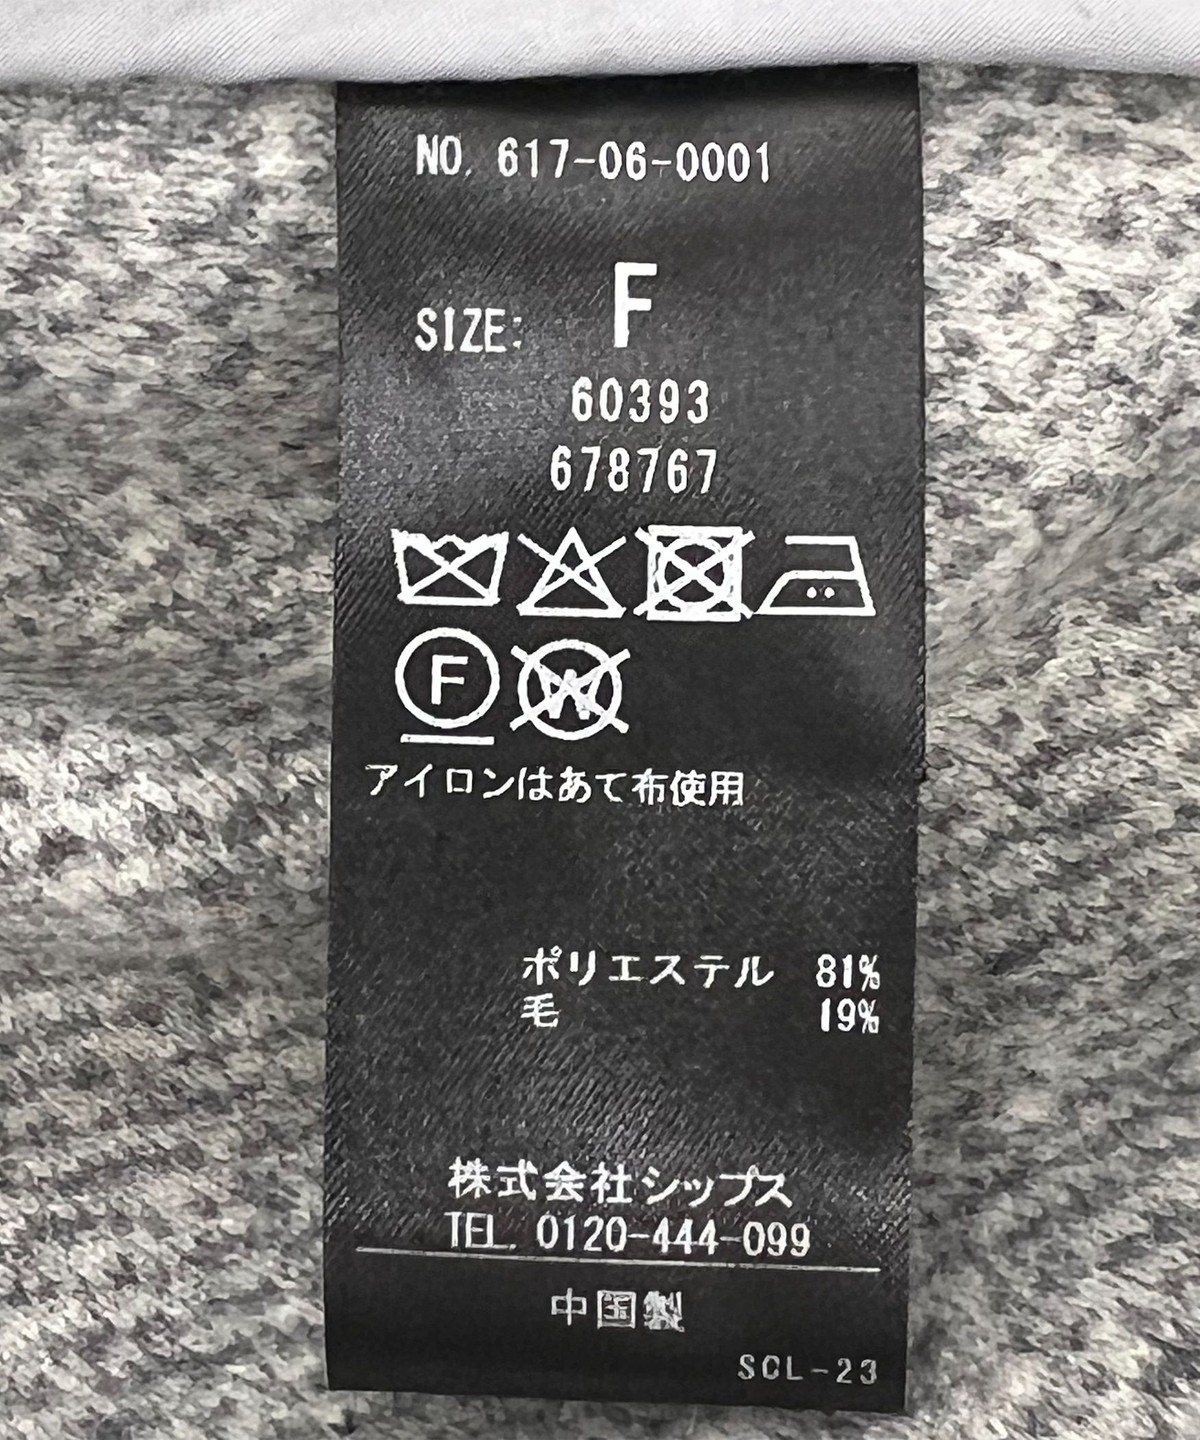 NO. 617-06-0001
SIZE: F
60393
678767
F W
アイロンはあて布使用
ポリエステル 81%
毛 19%
株式会社シップス
TEL. 0120-444-099
中国製
SCL-23